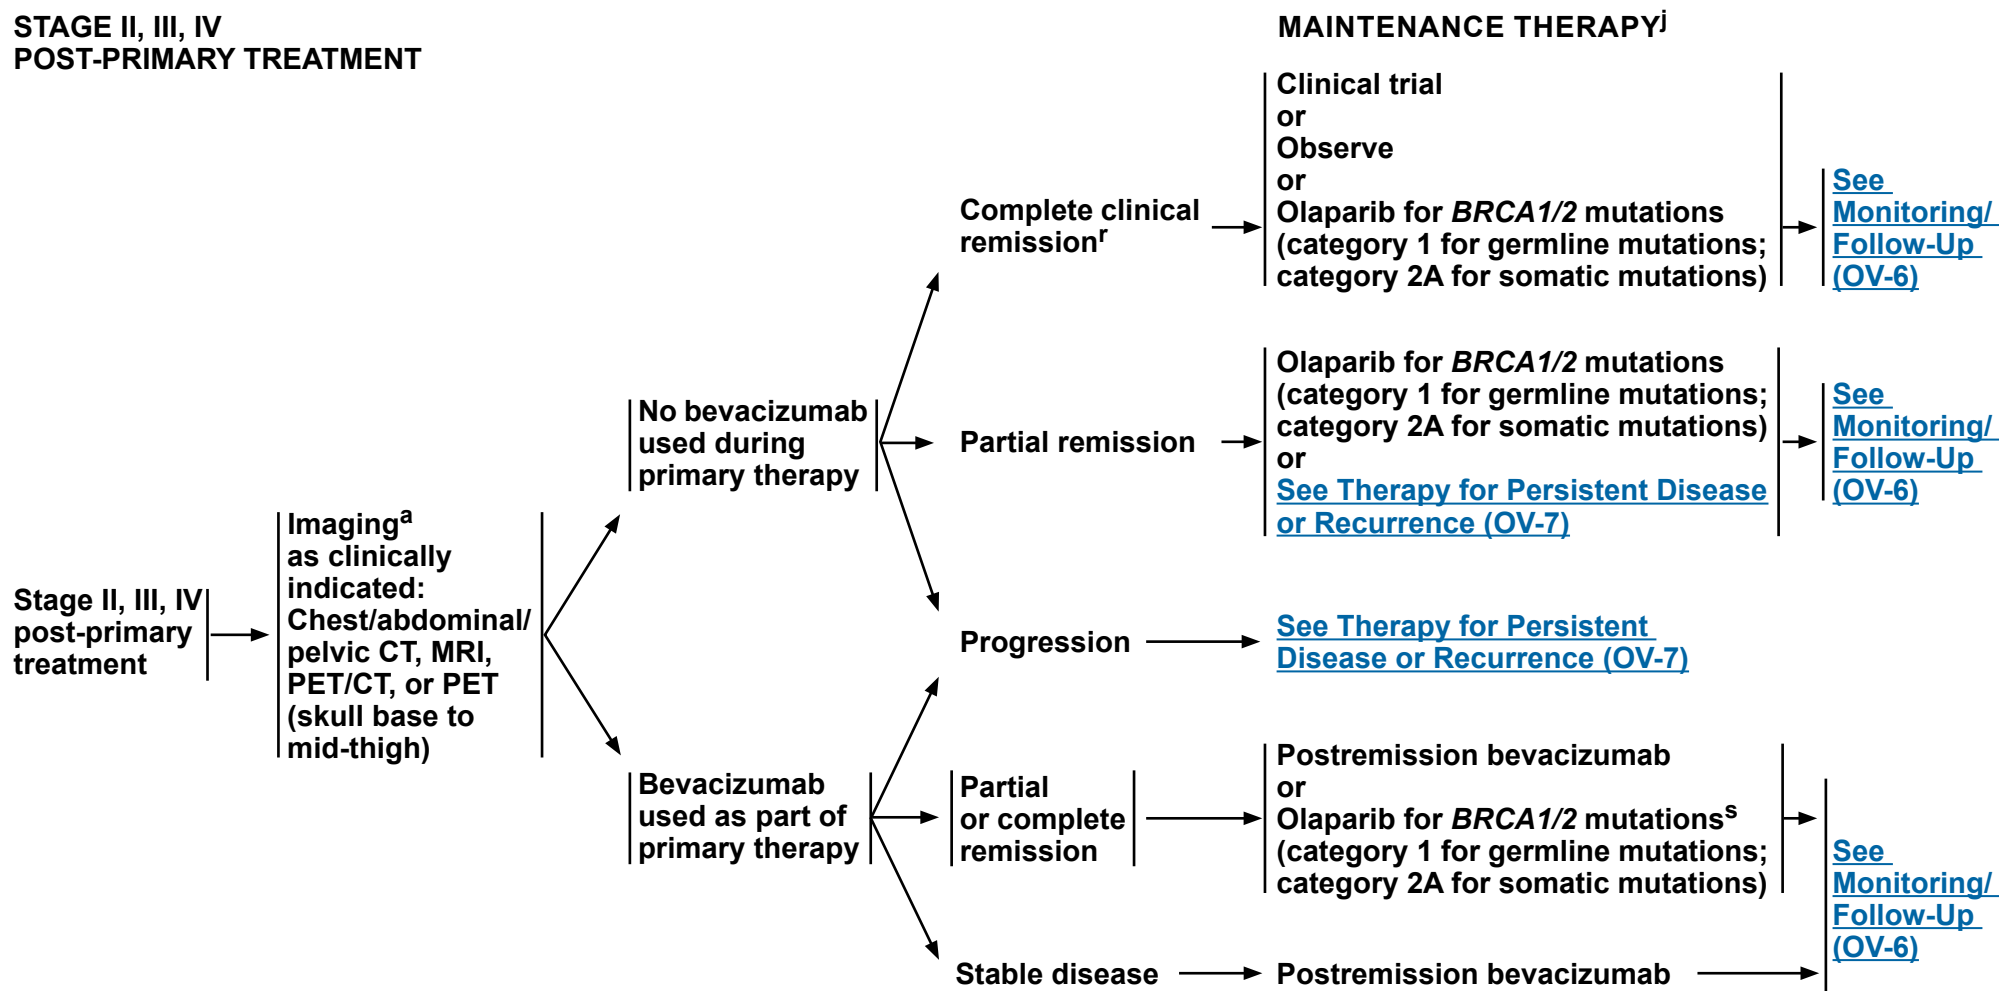 STAGE II, III, IV
POST-PRIMARY TREATMENT
MAINTENANCE THERAPYj
Stage II, III, IV
post-primary
treatment
Imaginga
as clinically
indicated:
Chest/abdominal/
pelvic CT, MRI,
PET/CT, or PET
(skull base to
mid-thigh)
No bevacizumab
used during
primary therapy
Complete clinical
remissionr
Clinical trial
or
Observe
or
Olaparib for BRCA1/2 mutations
(category 1 for germline mutations;
category 2A for somatic mutations)
See
Monitoring/
Follow-Up
(OV-6)
Partial remission
Olaparib for BRCA1/2 mutations
(category 1 for germline mutations;
category 2A for somatic mutations)
or
See Therapy for Persistent Disease
or Recurrence (OV-7)
See
Monitoring/
Follow-Up
(OV-6)
Progression
See Therapy for Persistent
Disease or Recurrence (OV-7)
Bevacizumab
used as part of
primary therapy
Partial
or complete
remission
Postremission bevacizumab
or
Olaparib for BRCA1/2 mutationss
(category 1 for germline mutations;
category 2A for somatic mutations)
Stable disease
Postremission bevacizumab
See
Monitoring/
Follow-Up
(OV-6)